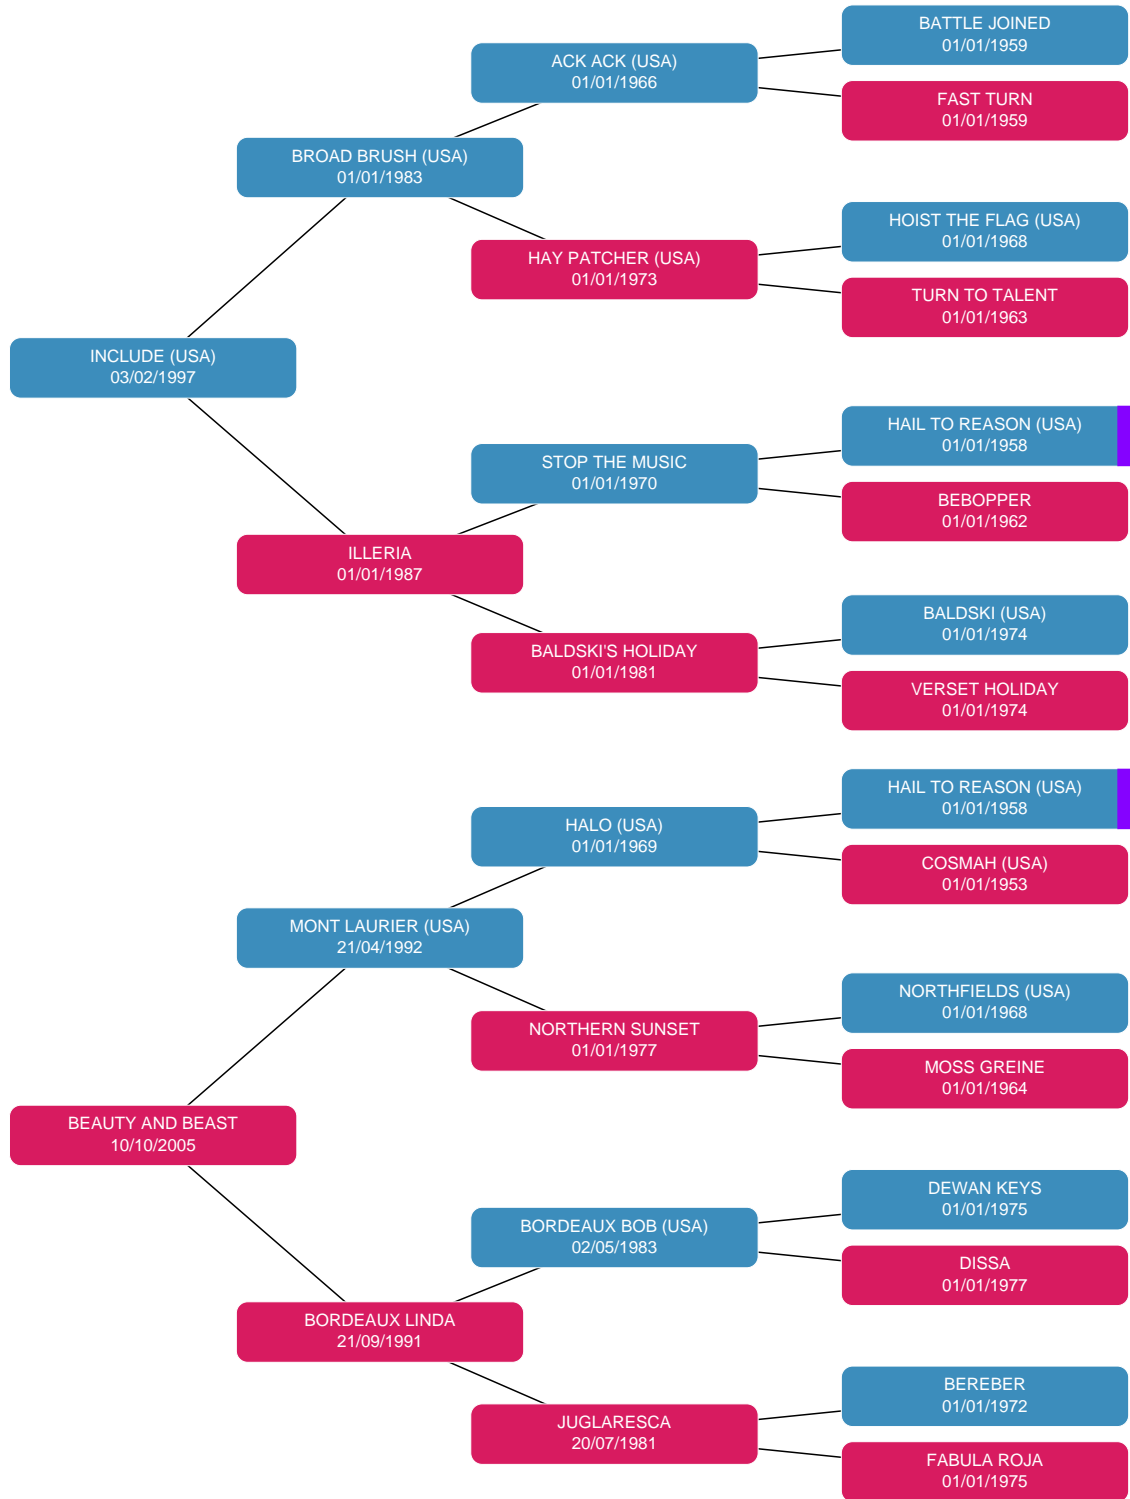 BATTLE JOINED
01/01/1959
ACK ACK (USA)
01/01/1966
FAST TURN
01/01/1959
BROAD BRUSH (USA)
01/01/1983
HOIST THE FLAG (USA)
01/01/1968
HAY PATCHER (USA)
01/01/1973
TURN TO TALENT
01/01/1963
INCLUDE (USA)
03/02/1997
HAIL TO REASON (USA)
01/01/1958
STOP THE MUSIC
01/01/1970
BEBOPPER
01/01/1962
ILLERIA
01/01/1987
BALDSKI (USA)
01/01/1974
BALDSKI'S HOLIDAY
01/01/1981
VERSET HOLIDAY
01/01/1974
HAIL TO REASON (USA)
01/01/1958
HALO (USA)
01/01/1969
COSMAH (USA)
01/01/1953
MONT LAURIER (USA)
21/04/1992
NORTHFIELDS (USA)
01/01/1968
NORTHERN SUNSET
01/01/1977
MOSS GREINE
01/01/1964
BEAUTY AND BEAST
10/10/2005
DEWAN KEYS
01/01/1975
BORDEAUX BOB (USA)
02/05/1983
DISSA
01/01/1977
BORDEAUX LINDA
21/09/1991
BEREBER
01/01/1972
JUGLARESCA
20/07/1981
FABULA ROJA
01/01/1975